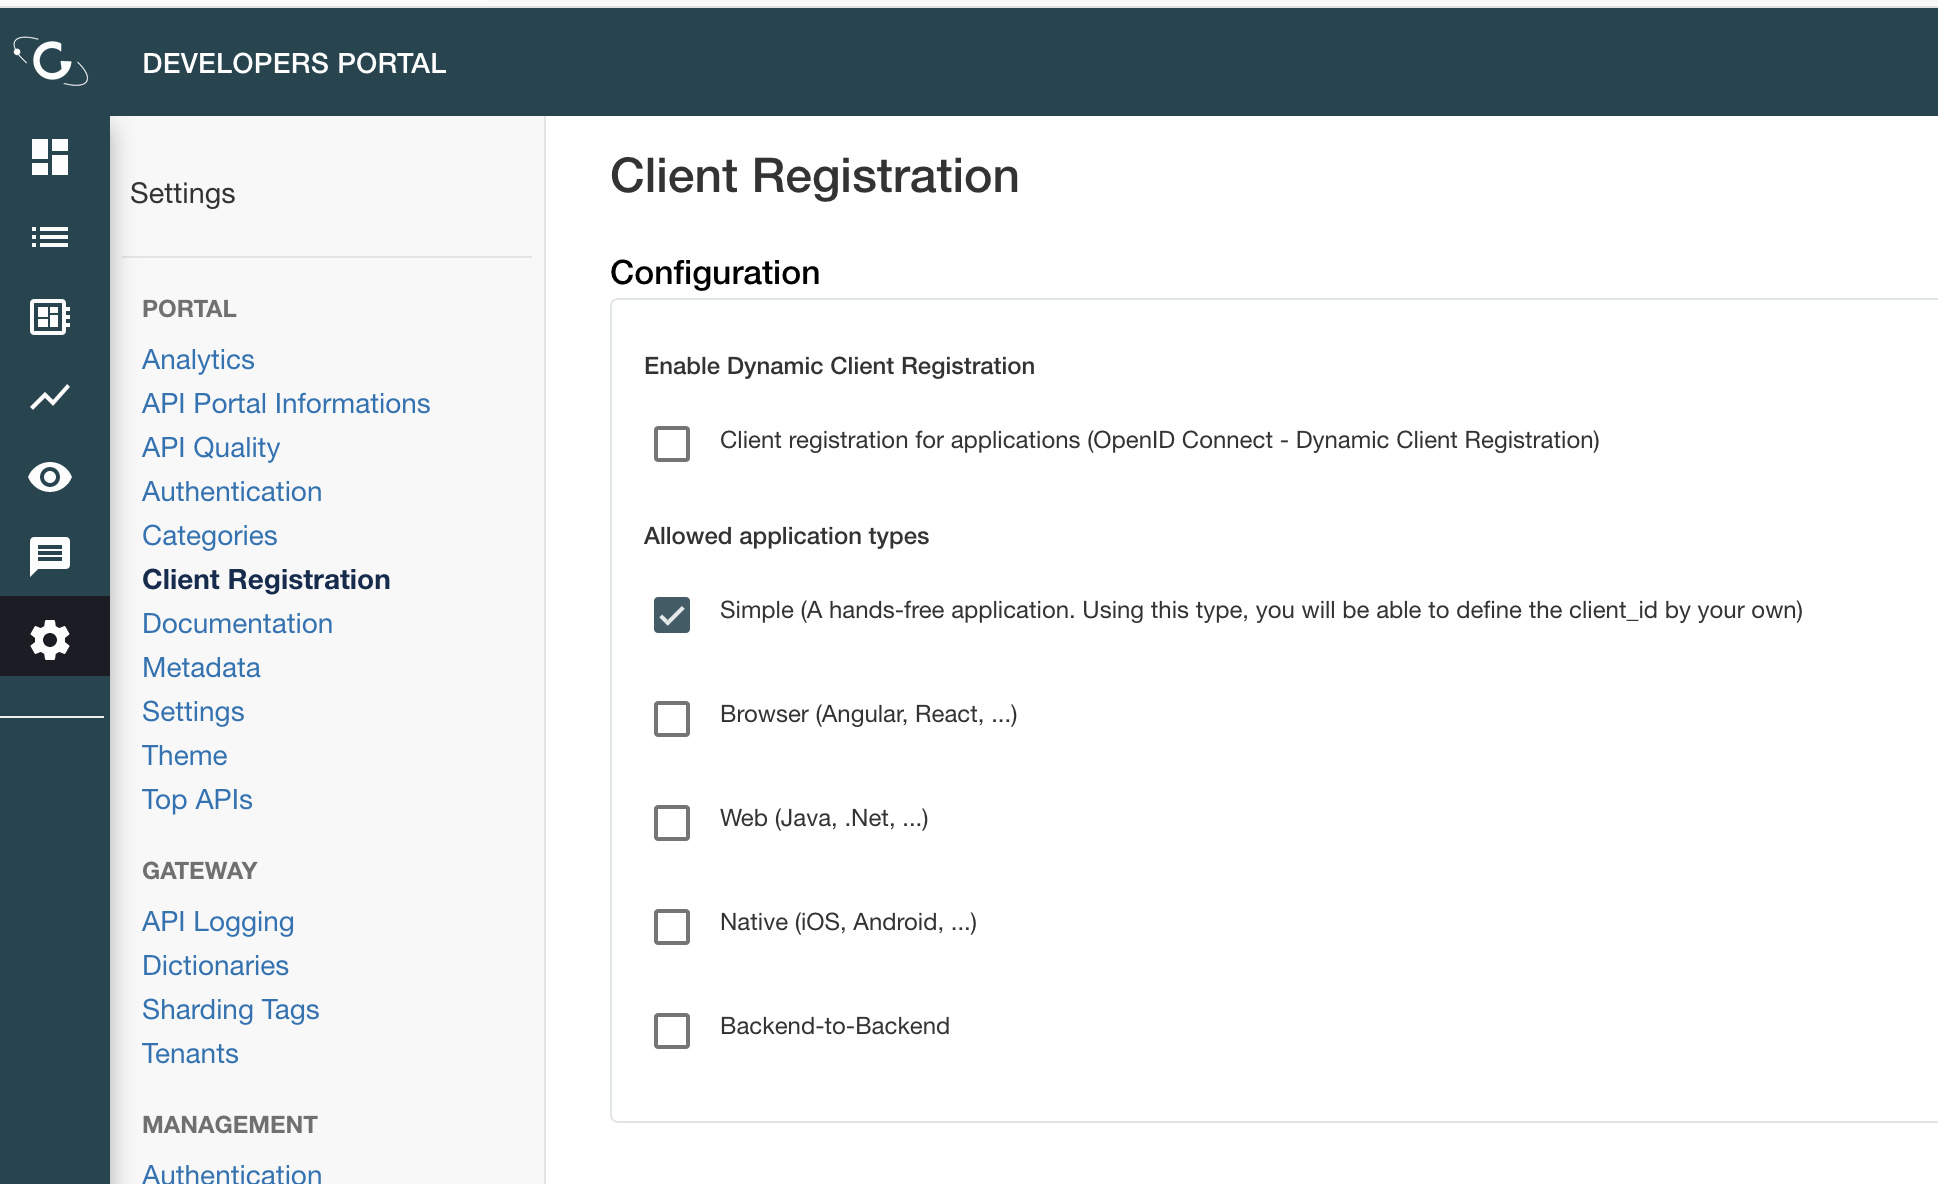 DEVELOPERS PORTAL
Settings
PORTAL
Analytics
API Portal Informations
API Quality
Authentication
Categories
Client Registration
Documentation
Metadata
Settings
Theme
Top APIs
GATEWAY
API Logging
Dictionaries
Sharding Tags
Tenants
MANAGEMENT
Authentication
Client Registration
Configuration
Enable Dynamic Client Registration
Client registration for applications (OpenID Connect - Dynamic Client Registration)
Allowed application types
Simple (A hands-free application. Using this type, you will be able to define the client_id by your own)
Browser (Angular, React, ...)
Web (Java, .Net, ...)
Native (iOS, Android, ...)
Backend-to-Backend